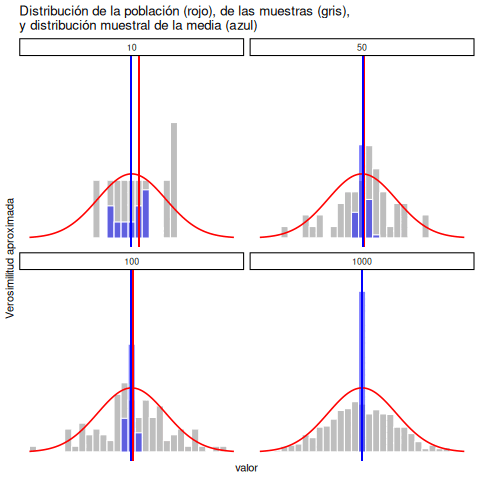 Distribución de la población (rojo), de las muestras (gris),
y distribución muestral de la media (azul)
10
50
100
1000
Verosimilitud aproximada
valor